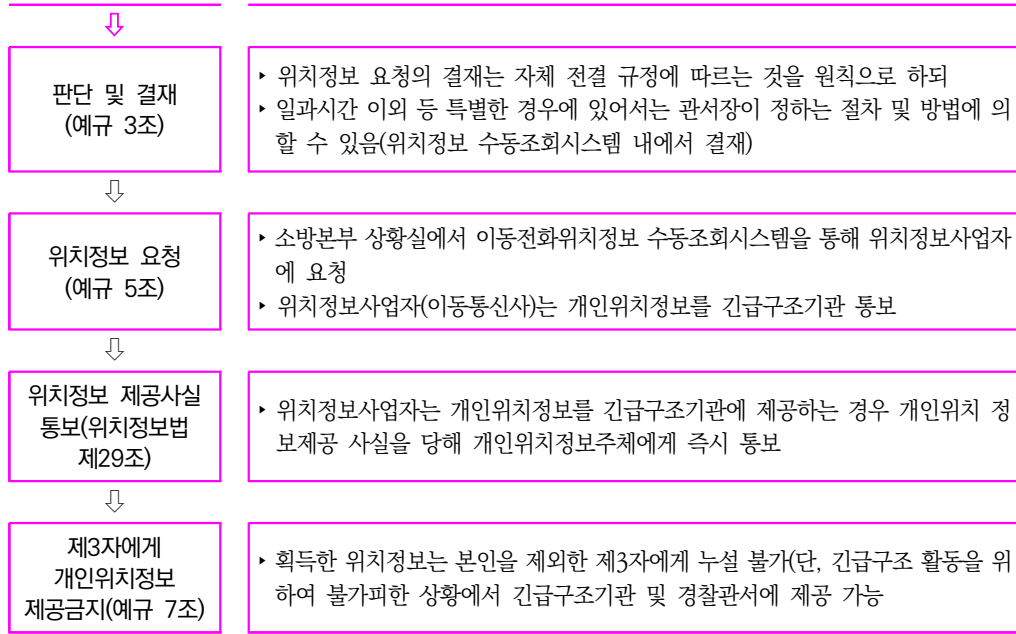 판단 및 결재
(예규 3조)
‣ 위치정보 요청의 결재는 자체 전결 규정에 따르는 것을 원칙으로 하되
‣ 일과시간 이외 등 특별한 경우에 있어서는 관서장이 정하는 절차 및 방법에 의
할 수 있음(위치정보 수동조회시스템 내에서 결재)
위치정보 요청
(예규 5조)
‣ 소방본부 상황실에서 이동전화위치정보 수동조회시스템을 통해 위치정보사업자
에 요청
‣ 위치정보사업자(이동통신사)는 개인위치정보를 긴급구조기관 통보
위치정보 제공사실
통보(위치정보법
제29조)
‣ 위치정보사업자는 개인위치정보를 긴급구조기관에 제공하는 경우 개인위치 정
보제공 사실을 당해 개인위치정보주체에게 즉시 통보
제3자에게
개인위치정보
제공금지(예규 7조)
‣ 획득한 위치정보는 본인을 제외한 제3자에게 누설 불가(단, 긴급구조 활동을 위
하여 불가피한 상황에서 긴급구조기관 및 경찰관서에 제공 가능